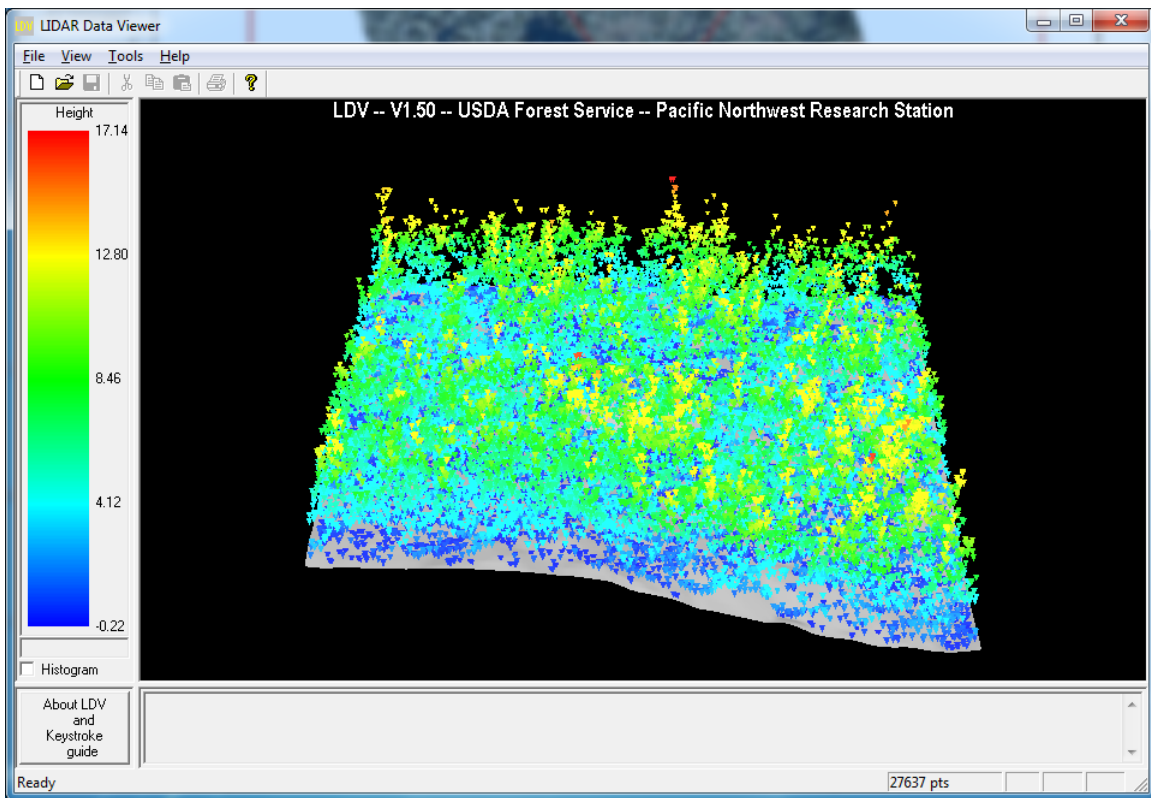 LDV LIDAR Data Viewer
File View Tools Help
Height
LDV -- V1.50 -- USDA Forest Service -- Pacific Northwest Research Station
17.14
12.80
8.46
4.12
-0.22
Histogram
About LDV
and
Keystroke
guide
Ready
27637 pts